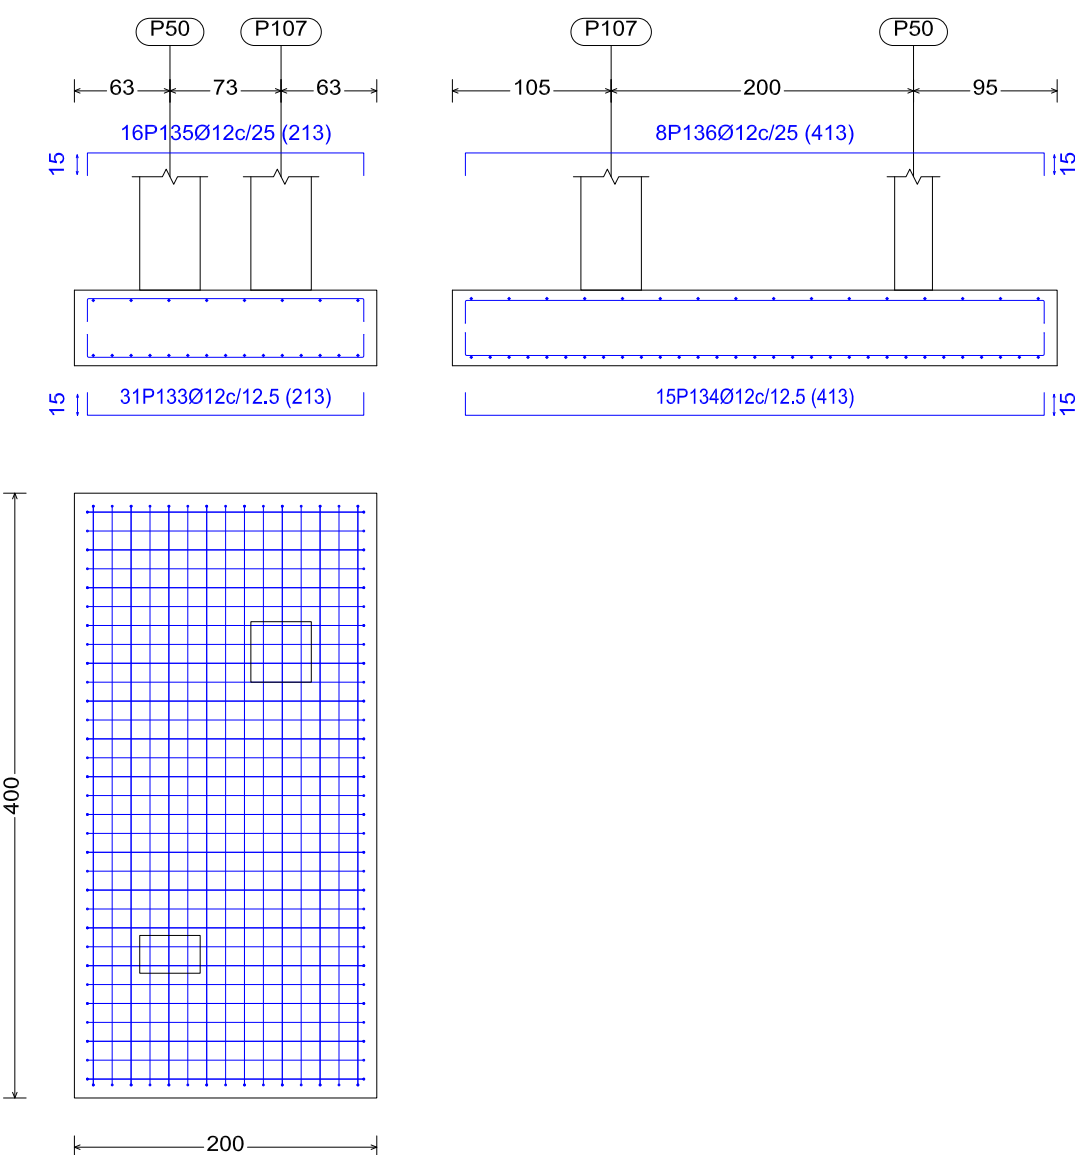 P50 P107 P107 P50
63 73 63 105 200 95
16P135Ø12c/25 (213) 8P136Ø12c/25 (413)
15 15
31P133Ø12c/12.5 (213) 15P134Ø12c/12.5 (413)
15 15
400
200